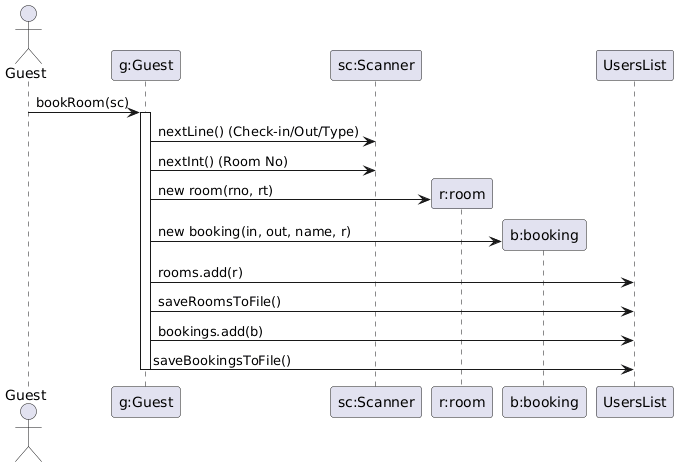 Guest
g:Guest
sc:Scanner
UsersList
bookRoom(sc)
nextLine() (Check-in/Out/Type)
nextInt() (Room No)
new room(rno, rt)
r:room
new booking(in, out, name, r)
b:booking
rooms.add(r)
saveRoomsToFile()
bookings.add(b)
saveBookingsToFile()
Guest
g:Guest
sc:Scanner
r:room
b:booking
UsersList